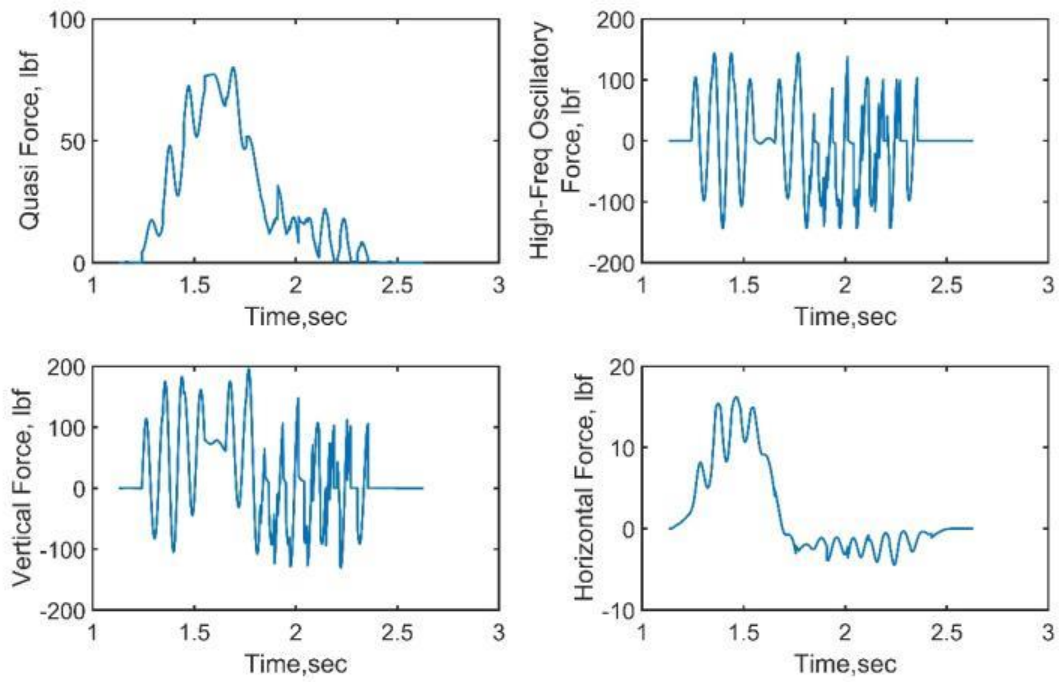 100
50
0
Quasi Force, lbf
1 1.5 2 2.5 3
Time,sec
200
100
0
-100
-200
High-Freq Oscillatory
Force, lbf
1 1.5 2 2.5 3
Time,sec
200
100
0
-100
-200
Vertical Force, lbf
1 1.5 2 2.5 3
Time,sec
20
10
0
-10
Horizontal Force, lbf
1 1.5 2 2.5 3
Time,sec